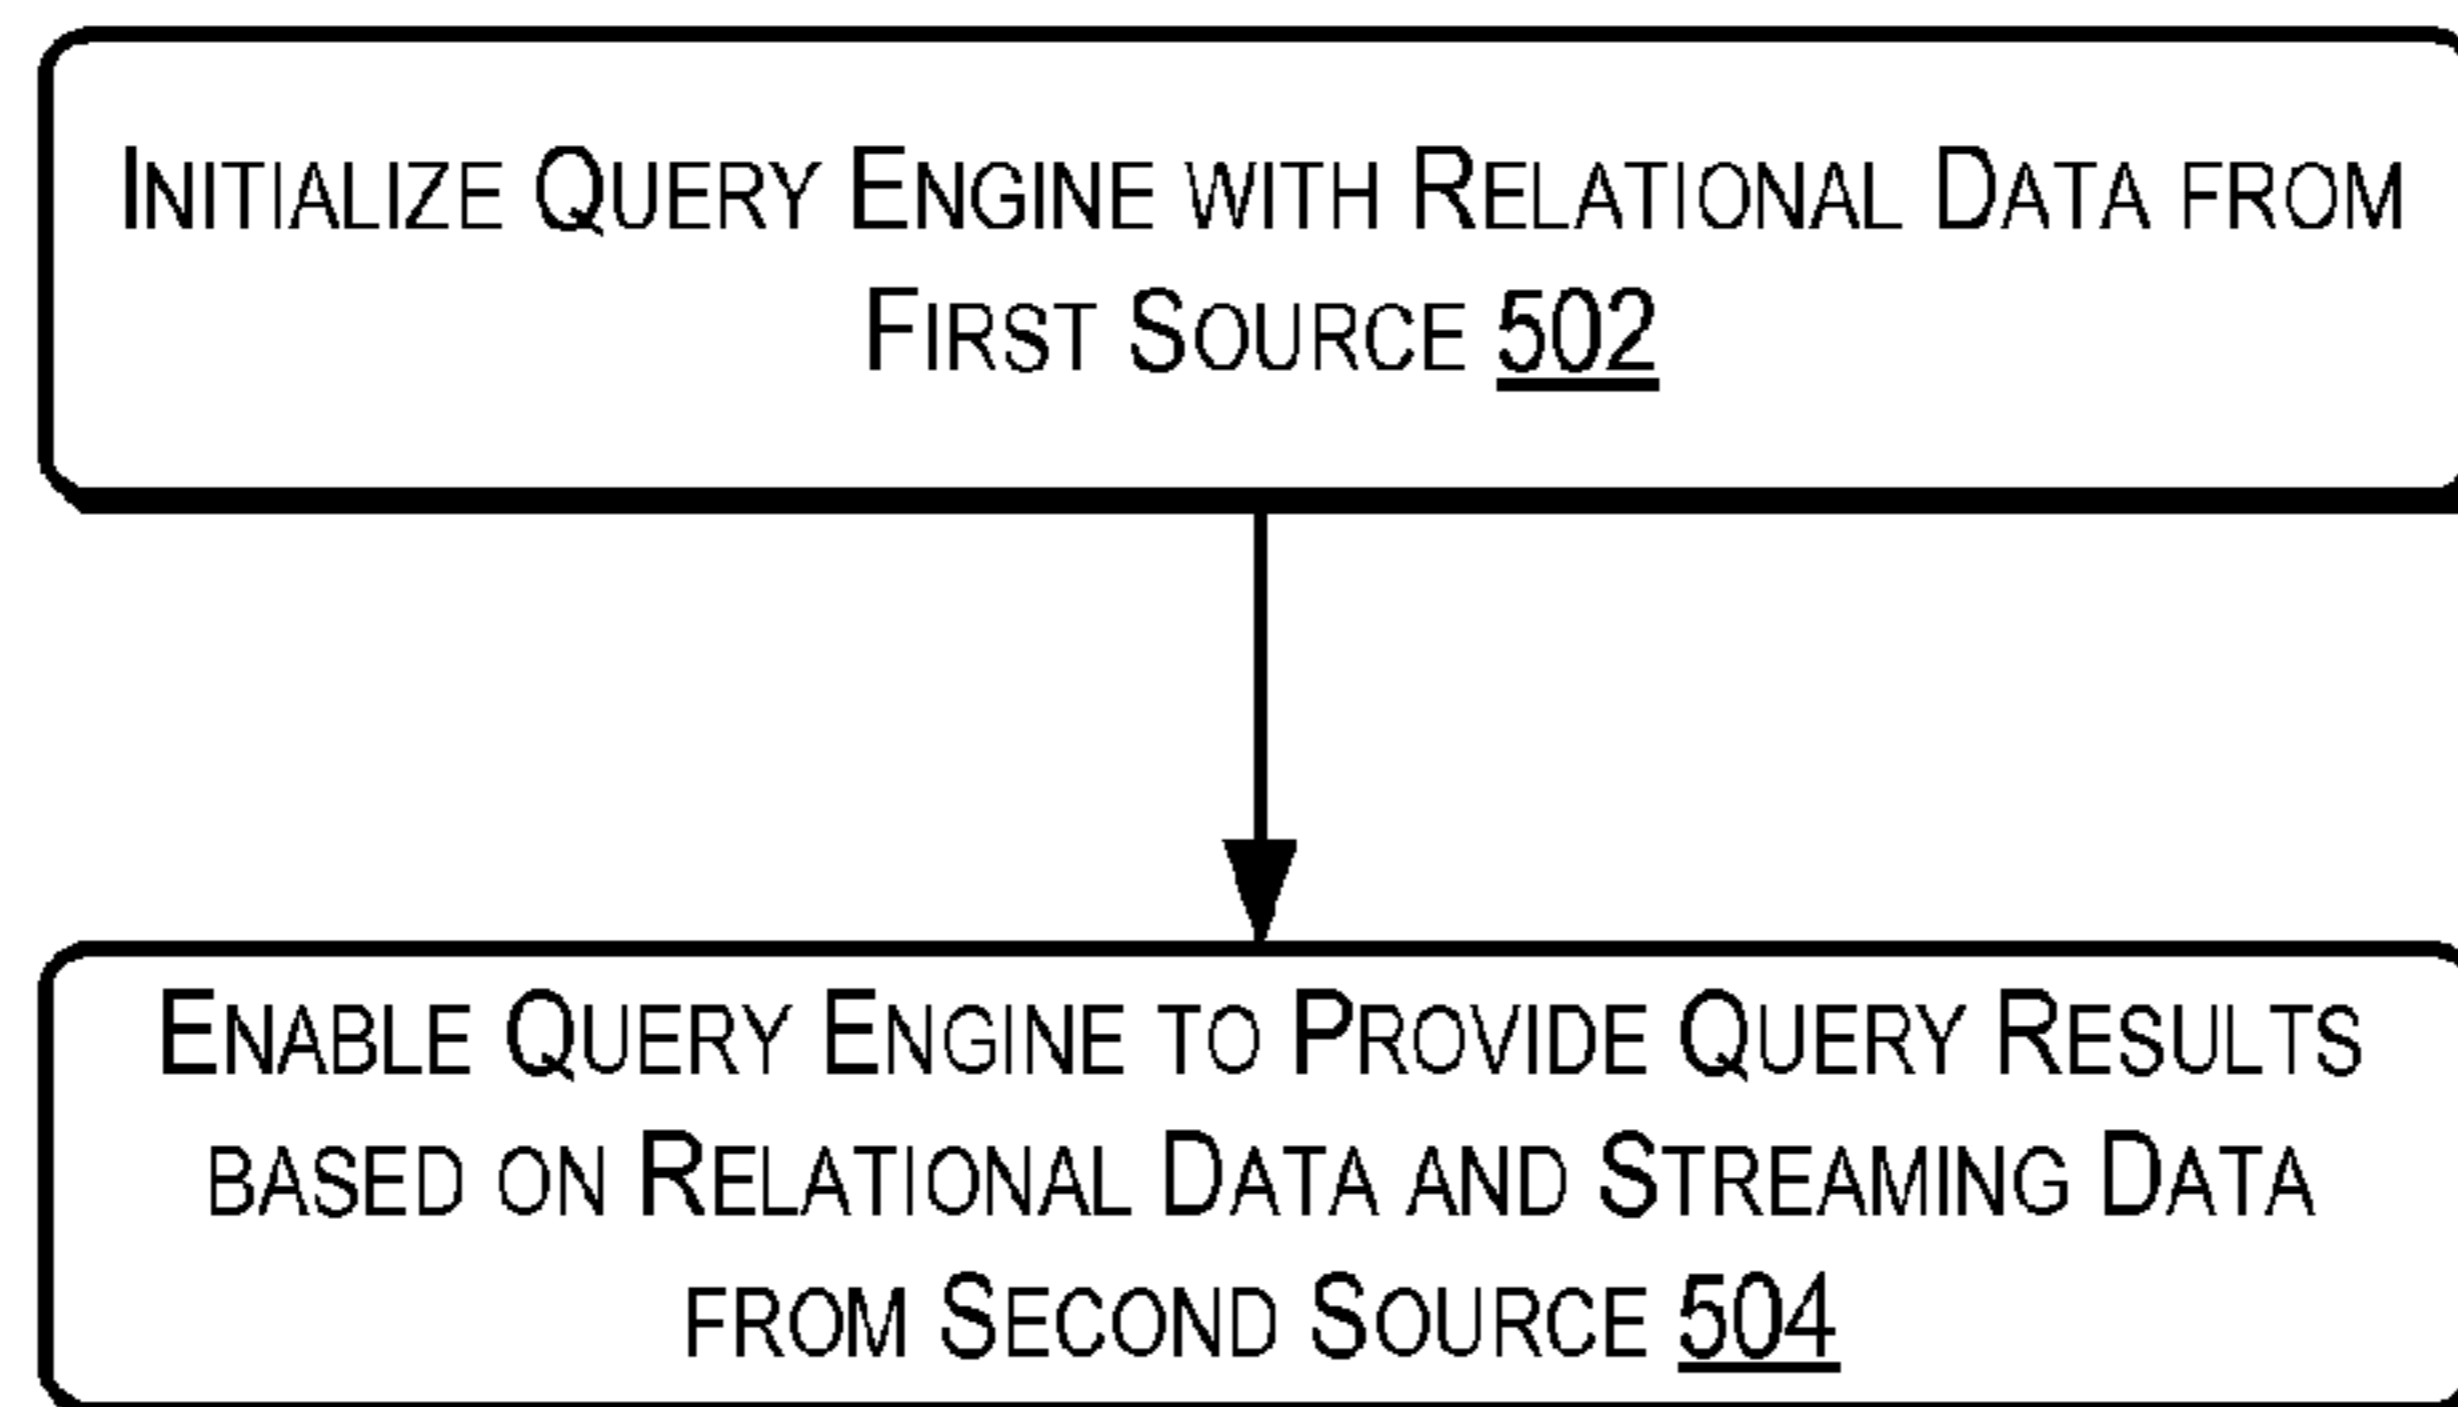 INITIALIZE QUERY ENGINE WITH RELATIONAL DATA FROM
FIRST SOURCE 502
ENABLE QUERY ENGINE TO PROVIDE QUERY RESULTS
BASED ON RELATIONAL DATA AND STREAMING DATA
FROM SECOND SOURCE 504